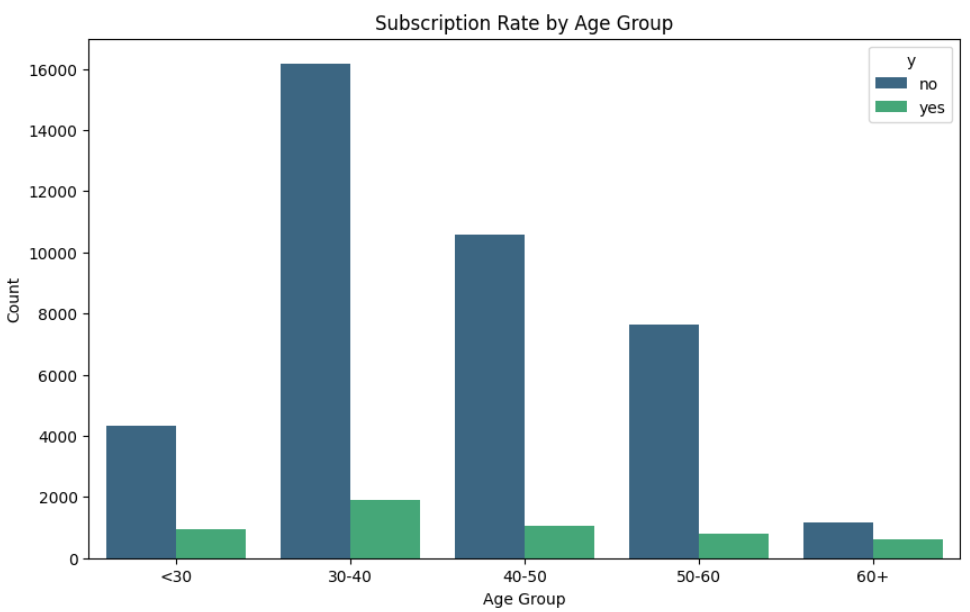 Subscription Rate by Age Group
y
no
yes
16000
14000
12000
10000
8000
6000
4000
2000
0
Count
<30
30-40
40-50
50-60
60+
Age Group